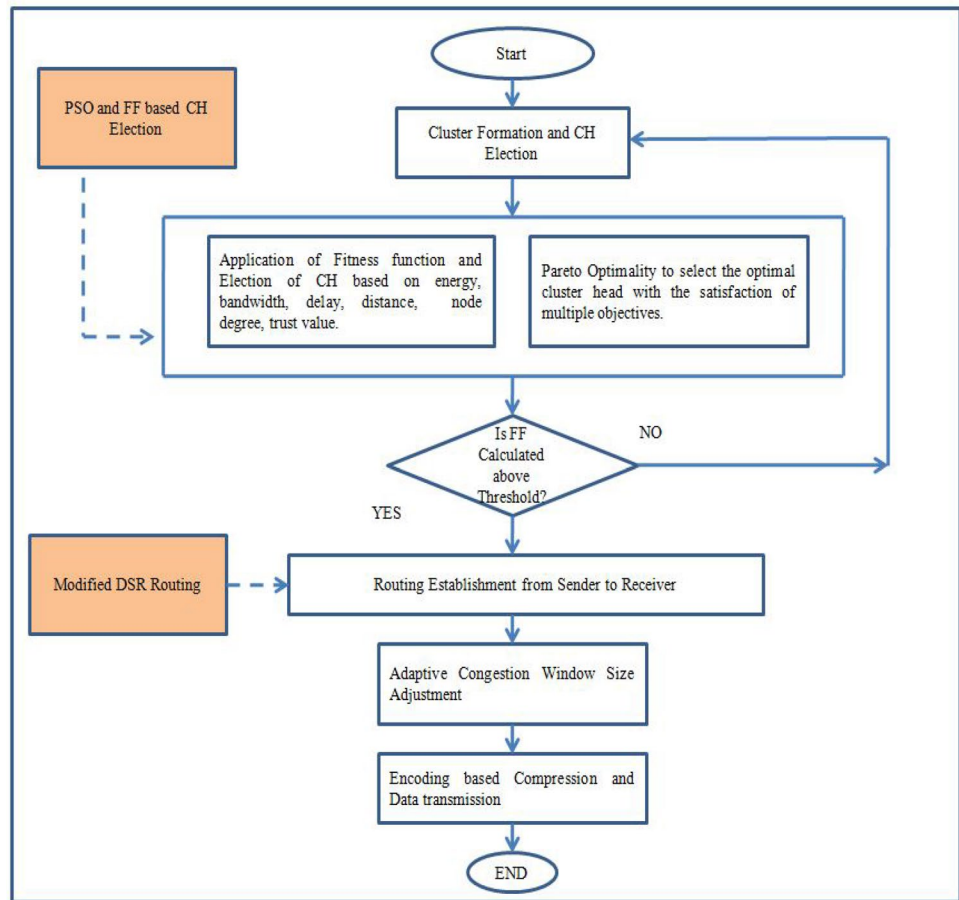 Start
PSO and FF based CH
Election
Cluster Formation and CH
Election
Application of Fitness function and
Election of CH based on energy,
bandwidth, delay, distance, node
degree, trust value.
Pareto Optimality to select the optimal
cluster head with the satisfaction of
multiple objectives.
Is FF
Calculated
above
Threshold?
NO
YES
Modified DSR Routing
Routing Establishment from Sender to Receiver
Adaptive Congestion Window Size
Adjustment
Encoding based Compression and
Data transmission
END